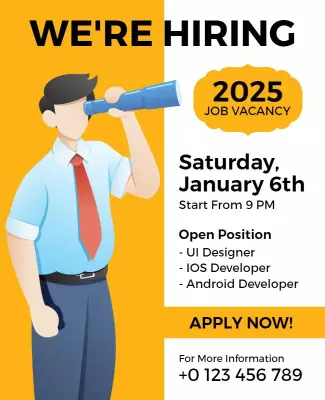 WE'RE HIRING
2025
JOB VACANCY
Saturday,
January 6th
Start From 9 PM
Open Position
- UI Designer
- IOS Developer
- Android Developer
APPLY NOW!
For More Information
+0 123 456 789